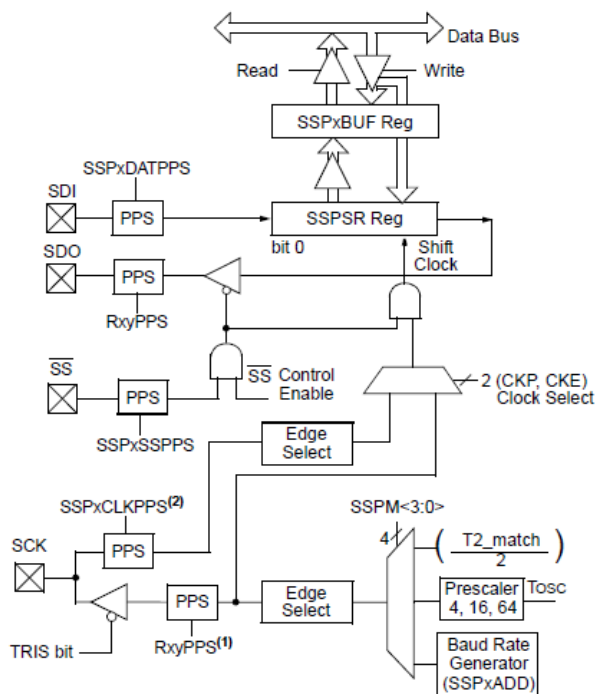 Data Bus
Read
Write
SSPxBUF Reg
SSPxDATPPS
SDI
PPS
SSPSR Reg
bit 0
Shift
Clock
SDO
PPS
RxyPPS
SS
PPS
SS Control
Enable
SSPxSSPPS
2 (CKP, CKE)
Clock Select
Edge
Select
SSPxCLKPPS(2)
SSPM<3:0>
4
SCK
PPS
( T2_match
2 )
PPS
Edge
Select
Prescaler
4, 16, 64
TOSC
TRIS bit
RxyPPS(1)
Baud Rate
Generator
(SSPxADD)